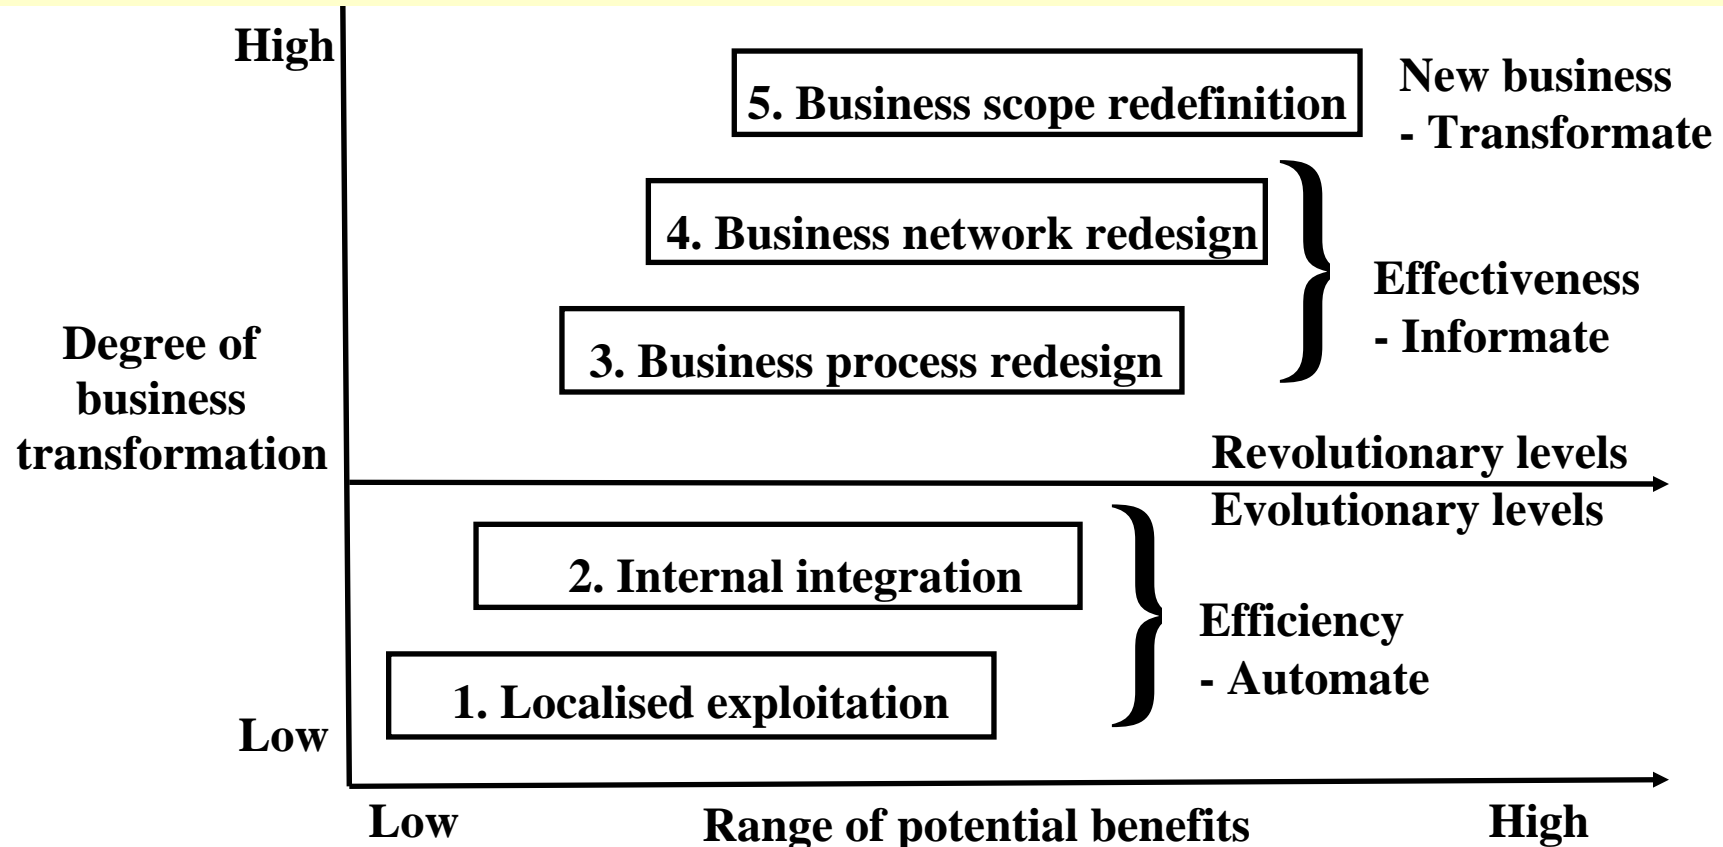 High
5. Business scope redefinition
New business
- Transformate
4. Business network redesign
Effectiveness
- Informate
3. Business process redesign
Degree of
business
transformation
Revolutionary levels
Evolutionary levels
2. Internal integration
Efficiency
- Automate
1. Localised exploitation
Low
Low
Range of potential benefits
High